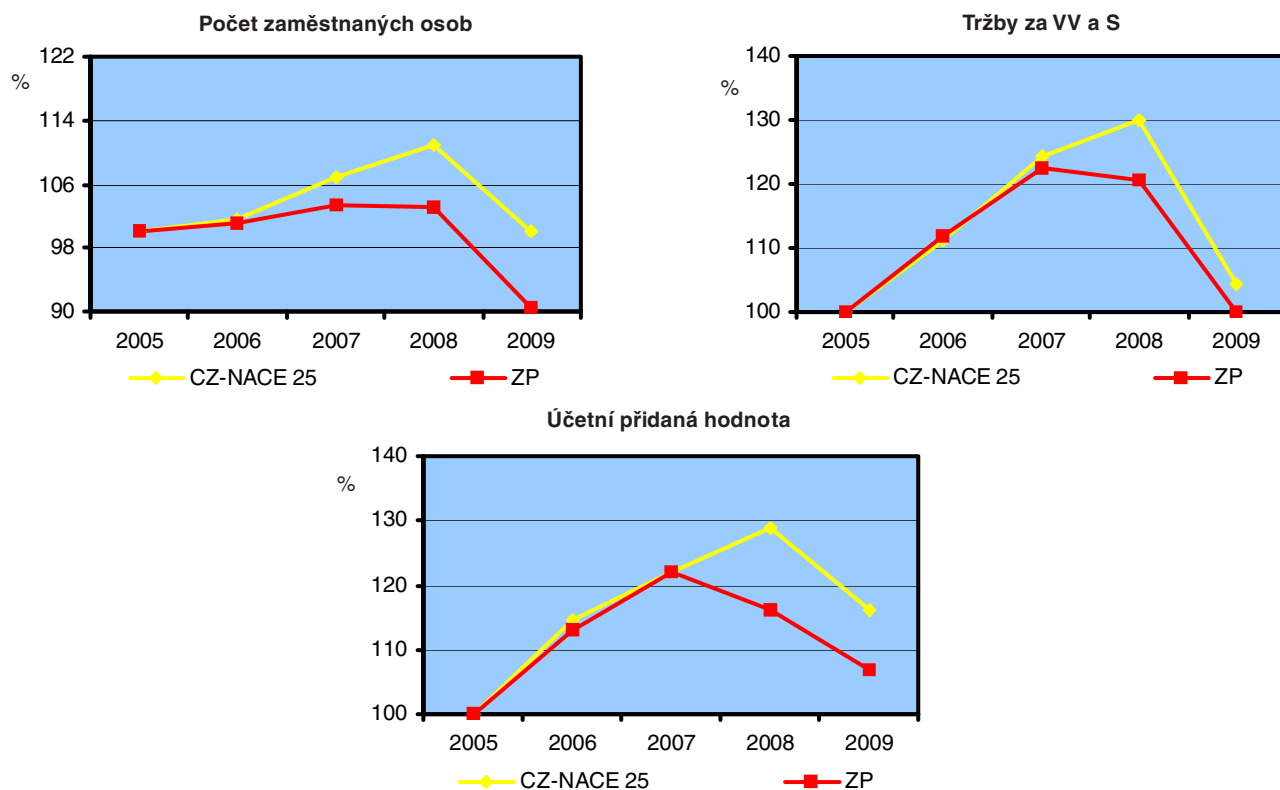 Počet zaměstnaných osob
%
122
114
106
98
90
2005 2006 2007 2008 2009
CZ-NACE 25 ZP
Tržby za VV a S
%
140
130
120
110
100
2005 2006 2007 2008 2009
CZ-NACE 25 ZP
Účetní přidaná hodnota
%
140
130
120
110
100
2005 2006 2007 2008 2009
CZ-NACE 25 ZP